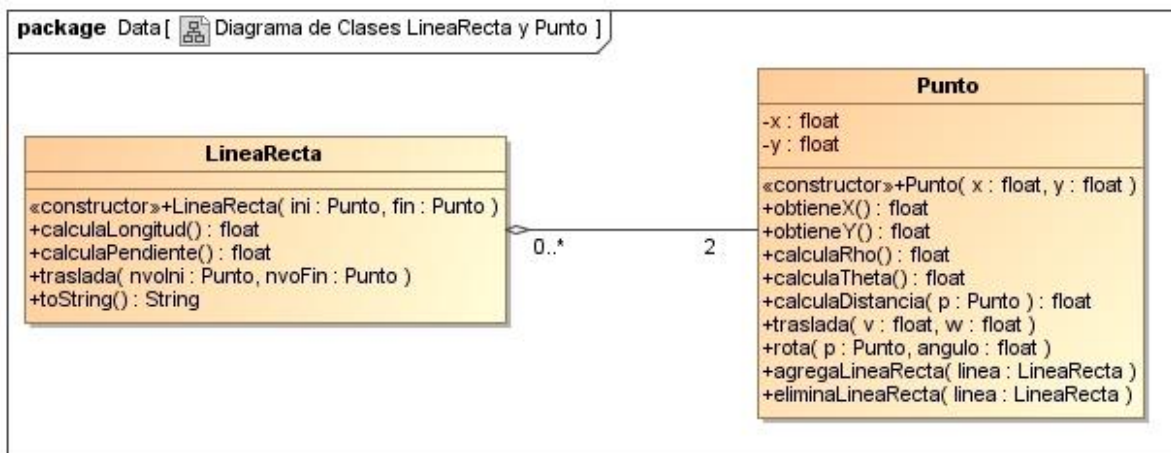 package Data [ Diagrama de Clases LineaRecta y Punto ]
LineaRecta
«constructor»+LineaRecta( ini : Punto, fin : Punto )
+calculaLongitud() : float
+calculaPendiente() : float
+traslada( nvoIni : Punto, nvoFin : Punto )
+toString() : String
0..*
2
Punto
-x : float
-y : float
«constructor»+Punto( x : float, y : float )
+obtieneX() : float
+obtieneY() : float
+calculaRho() : float
+calculaTheta() : float
+calculaDistancia( p : Punto ) : float
+traslada( v : float, w : float )
+rota( p : Punto, angulo : float )
+agregaLineaRecta( linea : LineaRecta )
+eliminaLineaRecta( linea : LineaRecta )